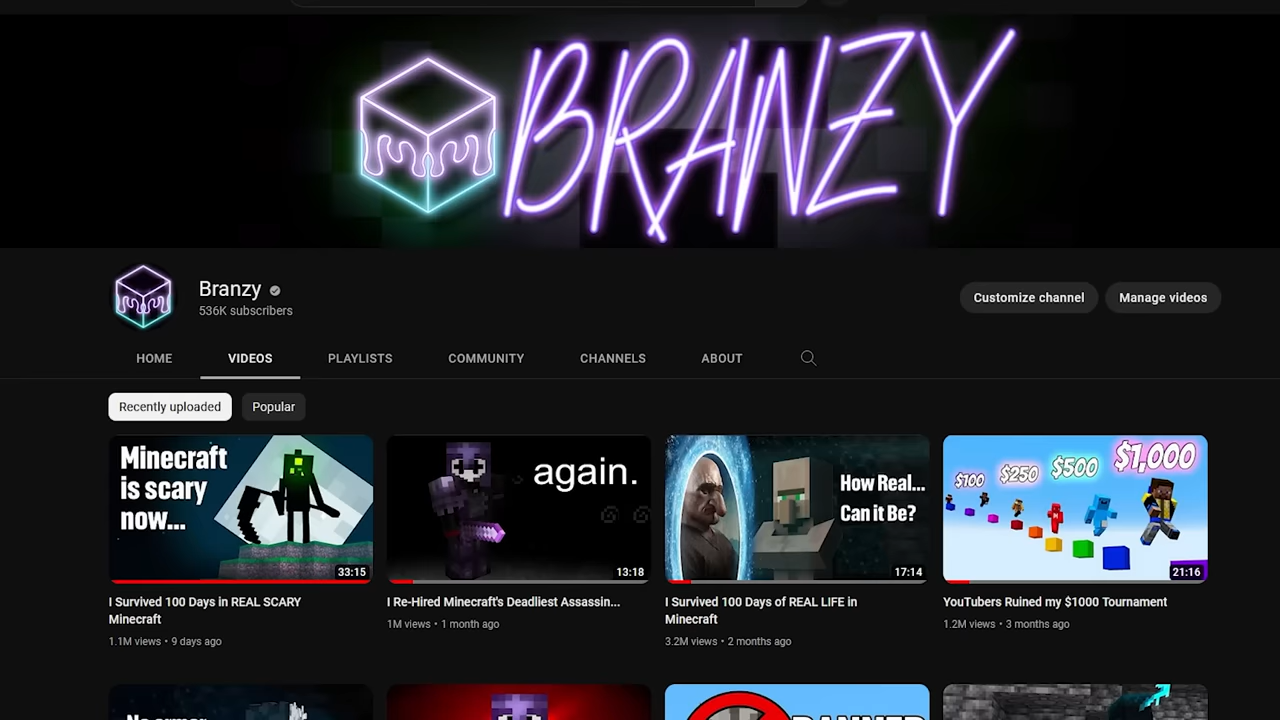 BRANZY
Branzy
536K subscribers
Customize channel
Manage videos
HOME
VIDEOS
PLAYLISTS
COMMUNITY
CHANNELS
ABOUT
Recently uploaded
Popular
Minecraft
is scary
now...
33:15
again.
13:18
How Real...
Can it Be?
17:14
$100
$250
$500
$1,000
21:16
I Survived 100 Days in REAL SCARY
Minecraft
1.1M views • 9 days ago
I Re-Hired Minecraft's Deadliest Assassin...
1M views • 1 month ago
I Survived 100 Days of REAL LIFE in
Minecraft
3.2M views • 2 months ago
YouTubers Ruined my $1000 Tournament
1.2M views • 3 months ago
No armor
BANNED